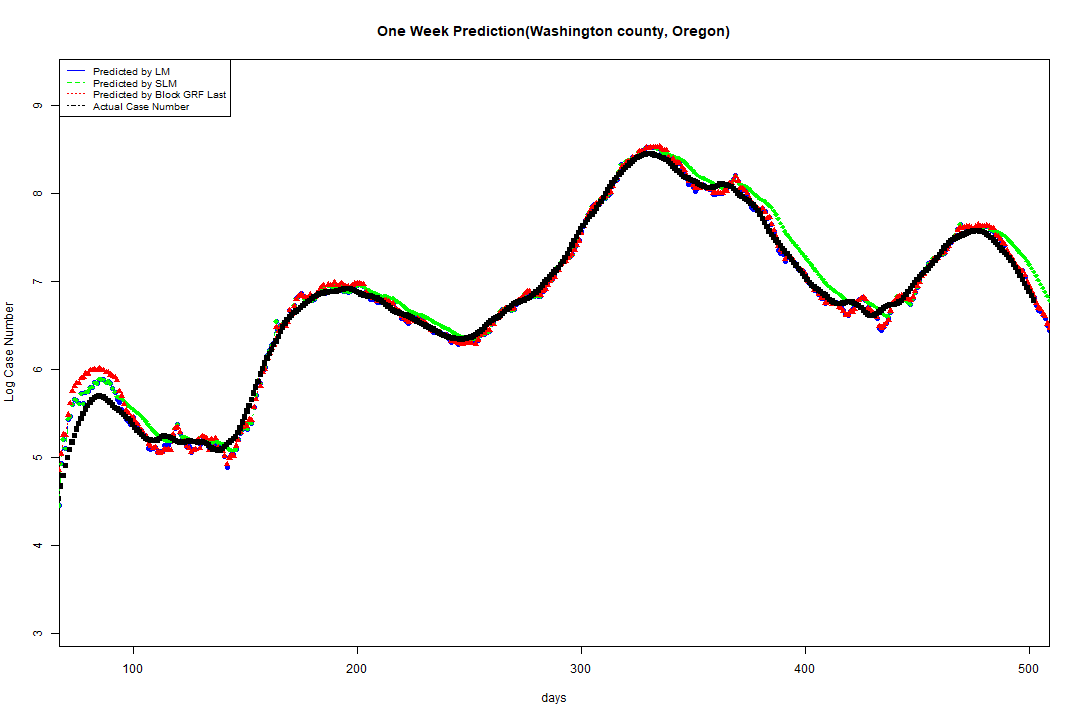 One Week Prediction(Washington county, Oregon)
Predicted by LM
Predicted by SLM
Predicted by Block GRF Last
Actual Case Number
9
8
7
6
5
4
3
Log Case Number
100 200 300 400 500
days